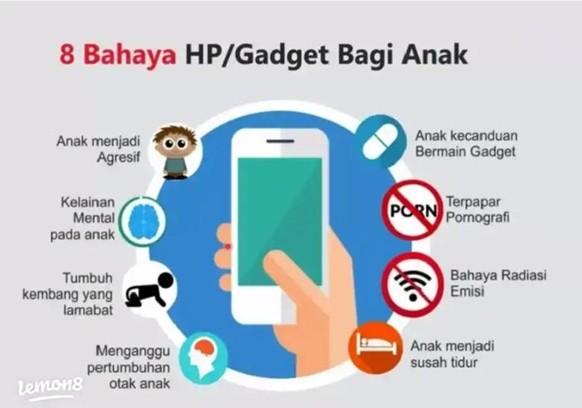 8 Bahaya HP/Gadget Bagi Anak
Anak menjadi
Agresif
Kelainan
Mental
pada anak
Tumbuh
kembang yang
lamabat
Menganggu
pertumbuhan
otak anak
Anak kecanduan
Bermain Gadget
PORN
Terpapar
Pornografi
Bahaya Radiasi
Emisi
Anak menjadi
susah tidur
lemon8